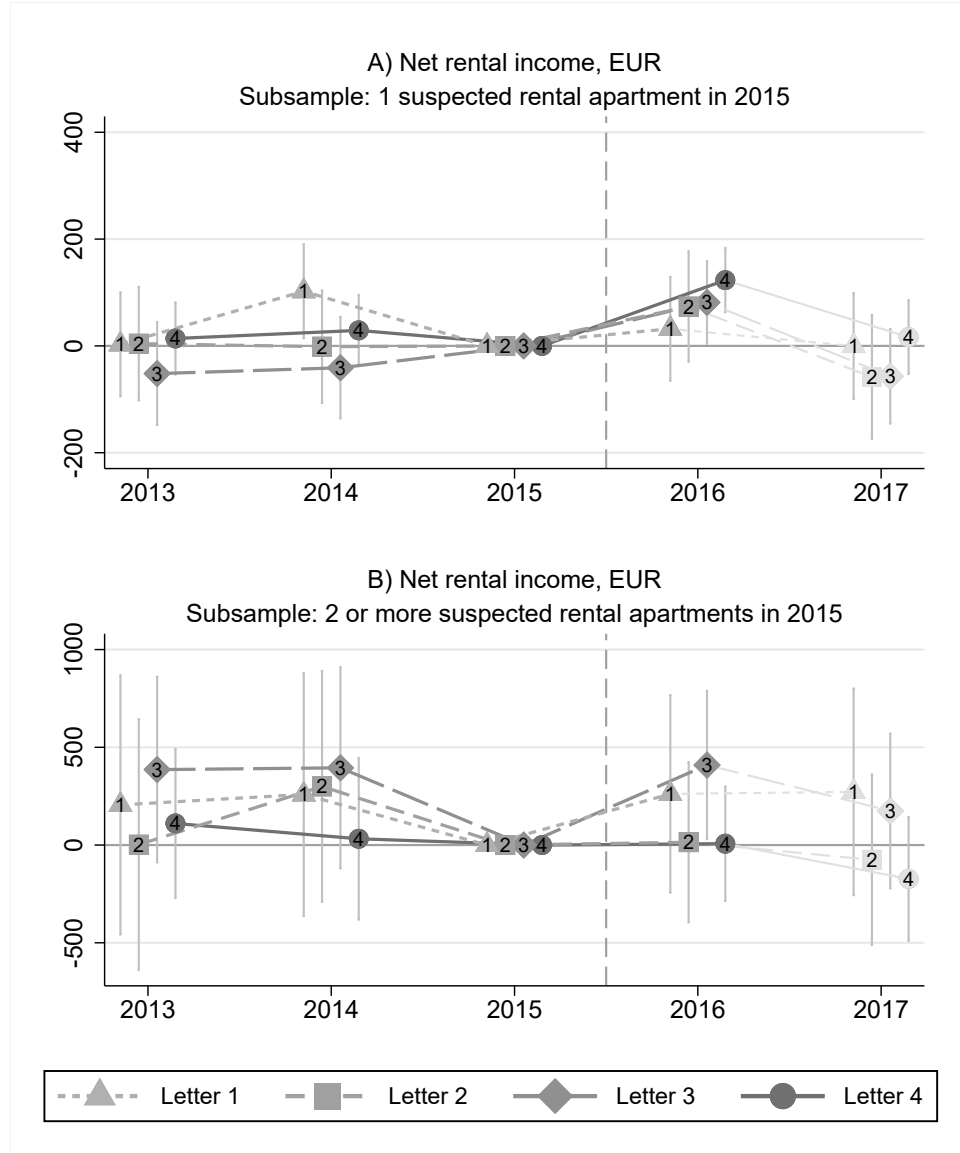 A) Net rental income, EUR
Subsample: 1 suspected rental apartment in 2015
400
200
0
-200
1 2 3 4 1 2 3 4 1 2 3 4 1 2 3 4 1 2 3 4
2013 2014 2015 2016 2017
B) Net rental income, EUR
Subsample: 2 or more suspected rental apartments in 2015
1000
500
0
-500
1 2 3 4 1 2 3 4 1 2 3 4 1 2 3 4 1 2 3 4
2013 2014 2015 2016 2017
Letter 1 Letter 2 Letter 3 Letter 4